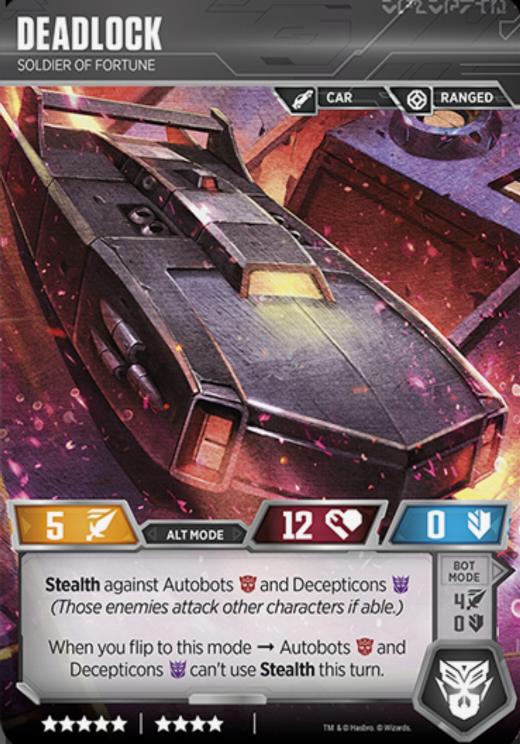 DEADLOCK
SOLDIER OF FORTUNE
CAR
RANGED
5
ALT MODE
12
0
BOT
MODE
4
0
Stealth against Autobots and Decepticons
(Those enemies attack other characters if able.)
When you flip to this mode → Autobots and
Decepticons can't use Stealth this turn.
TM & © Hasbro. © Wizards.